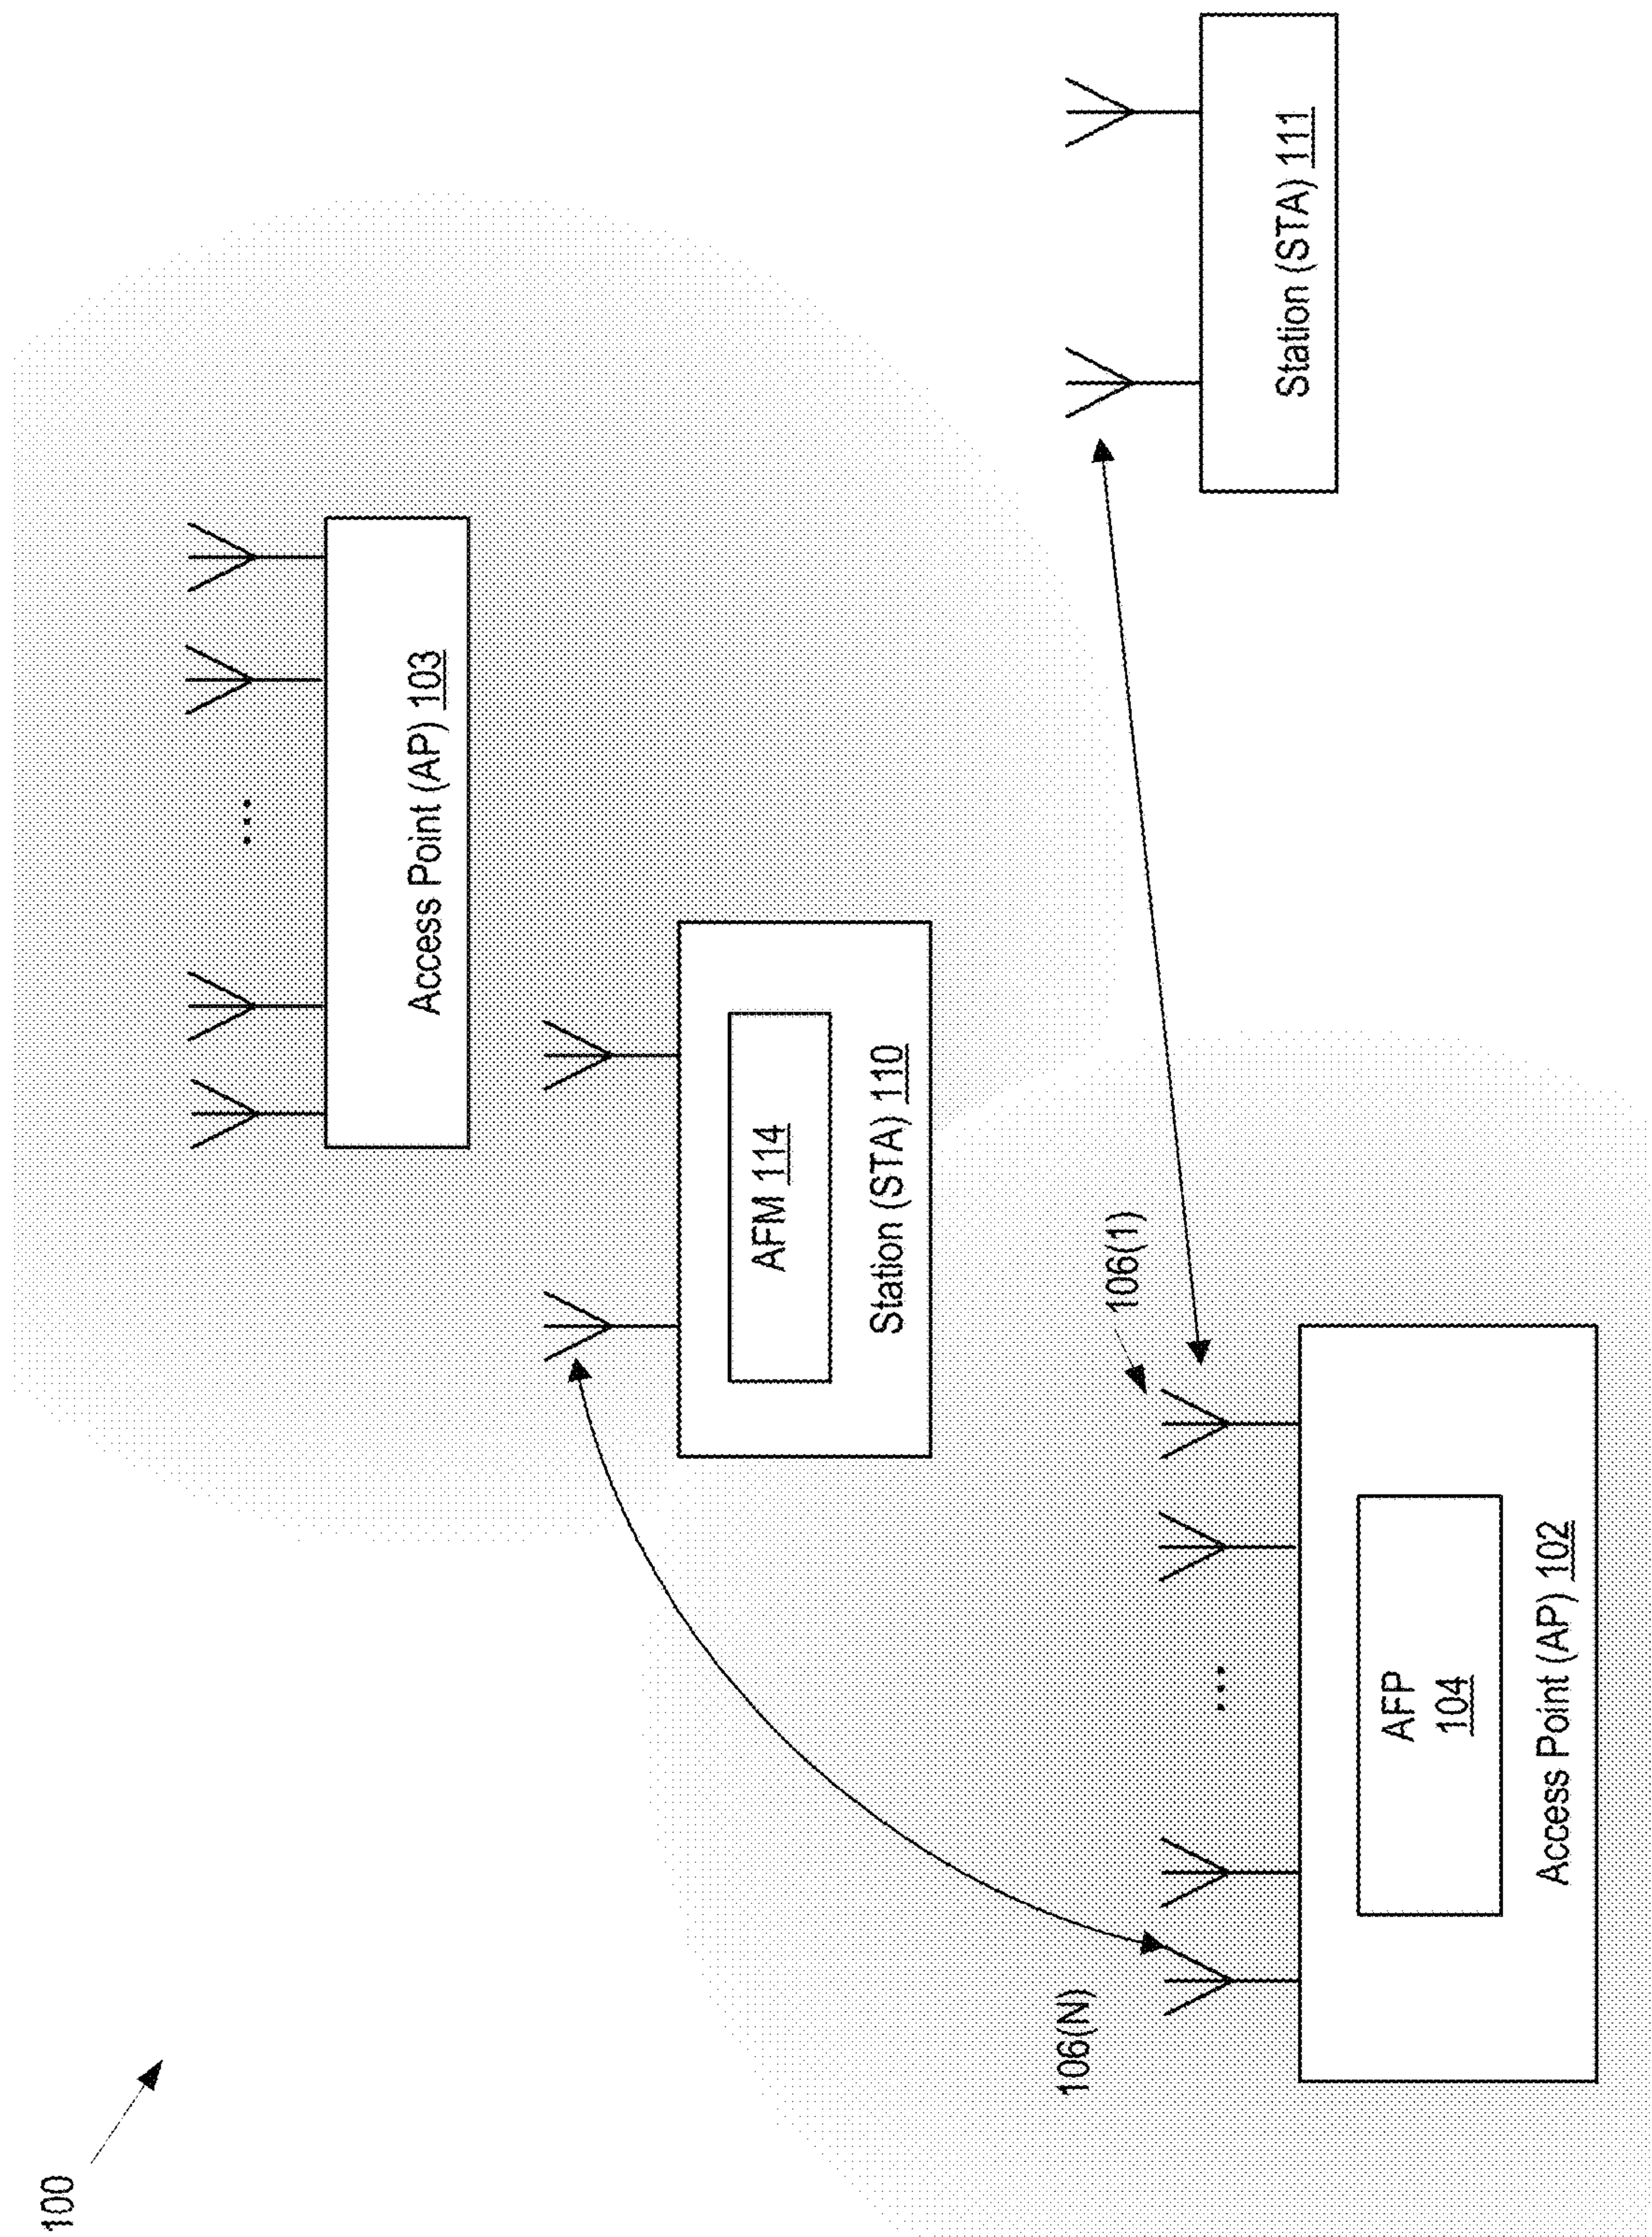 100
Access Point (AP) 103
AFM 114
Station (STA) 110
Station (STA) 111
106(N)
106(1)
...
...
AFP
104
Access Point (AP) 102